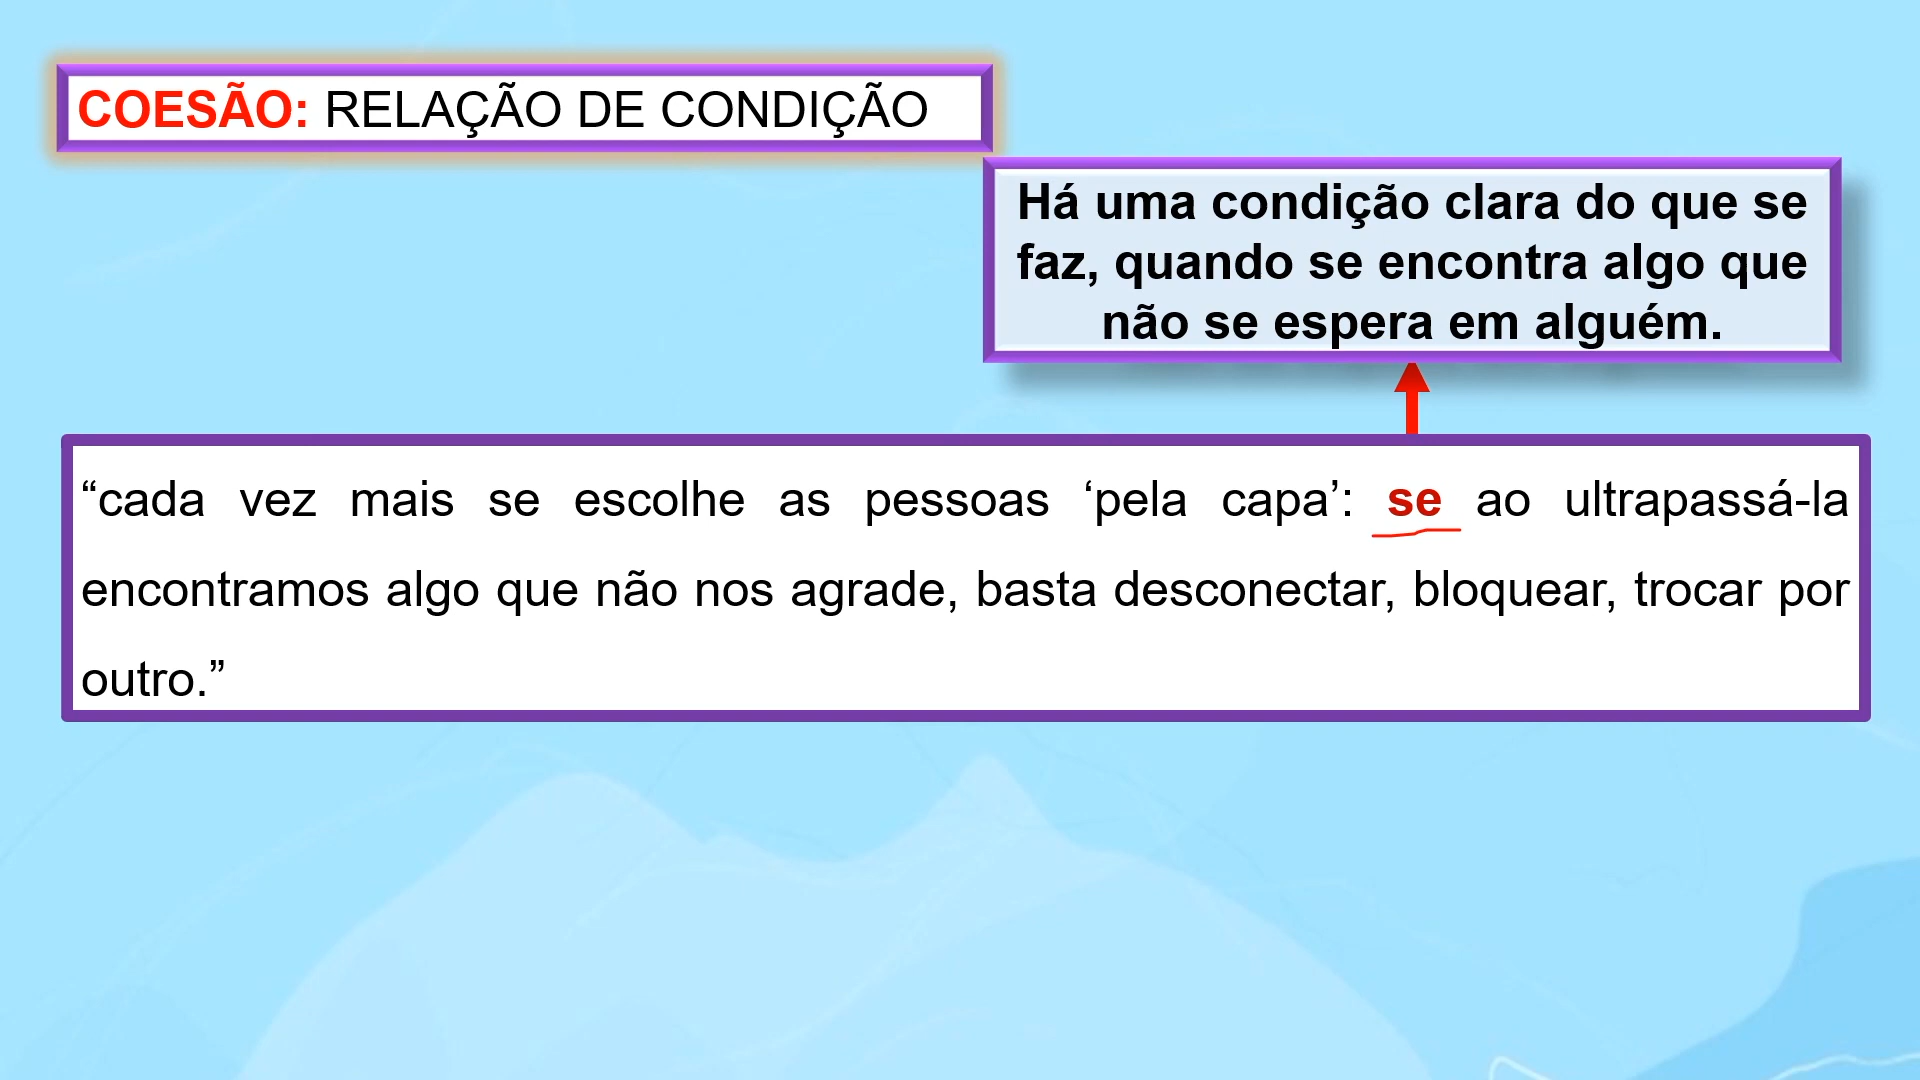 COESÃO: RELAÇÃO DE CONDIÇÃO
Há uma condição clara do que se
faz, quando se encontra algo que
não se espera em alguém.
“cada vez mais se escolhe as pessoas ‘pela capa’: se ao ultrapassá-la
encontramos algo que não nos agrade, basta desconectar, bloquear, trocar por
outro.”